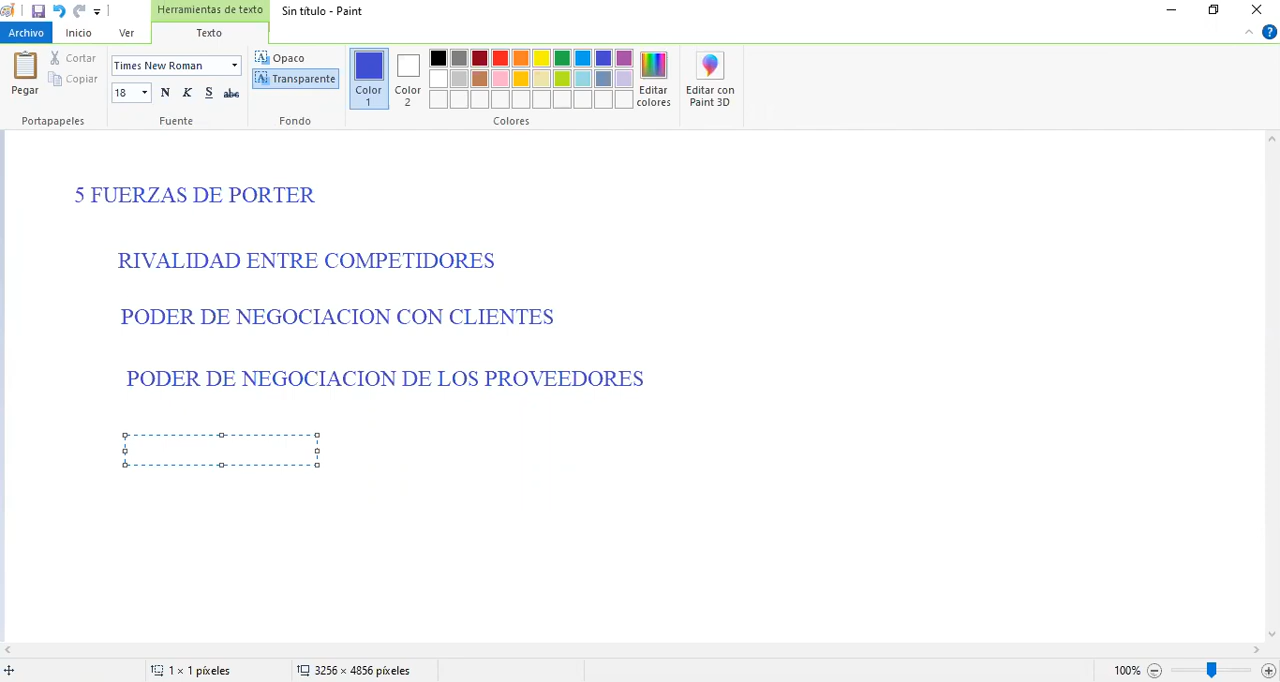 Herramientas de texto
Sin título - Paint
Archivo Inicio Ver Texto
Pegar
Cortar
Copiar
Portapapeles
Times New Roman
18 N K S abc
Fuente
Opaco
Transparente
Fondo
Color 1
Color 2
Editar colores
Colores
Editar con Paint 3D
5 FUERZAS DE PORTER
RIVALIDAD ENTRE COMPETIDORES
PODER DE NEGOCIACION CON CLIENTES
PODER DE NEGOCIACION DE LOS PROVEEDORES
1 × 1 píxeles
3256 × 4856 píxeles
100%